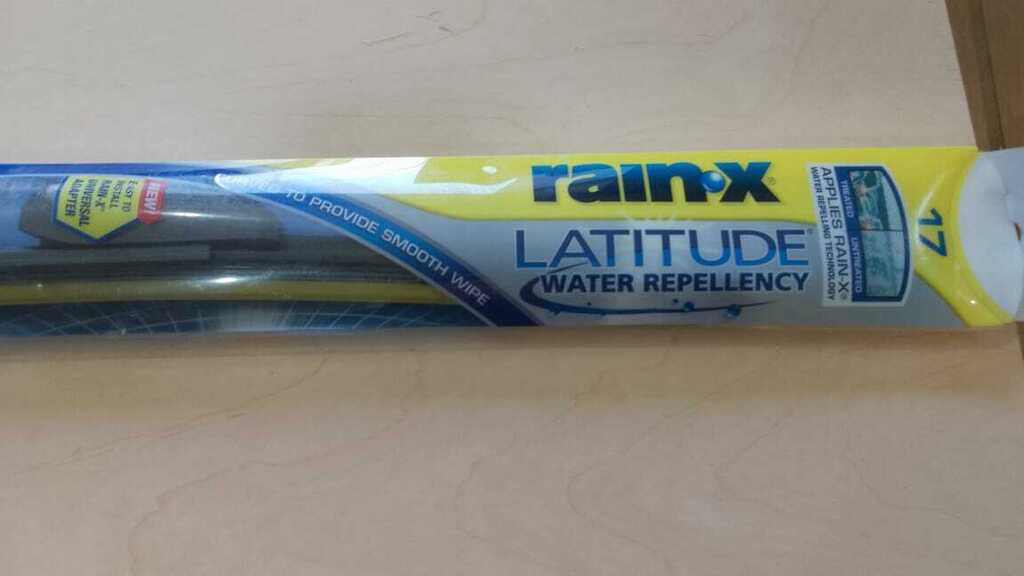 NEW!
EASY TO
INSTALL
RAIN-X®
UNIVERSAL
ADAPTER
TO PROVIDE SMOOTH WIPE
rain·x®
LATITUDE®
WATER REPELLENCY
TREATED UNTREATED
APPLIES RAIN-X®
WATER REPELLING TECHNOLOGY
17